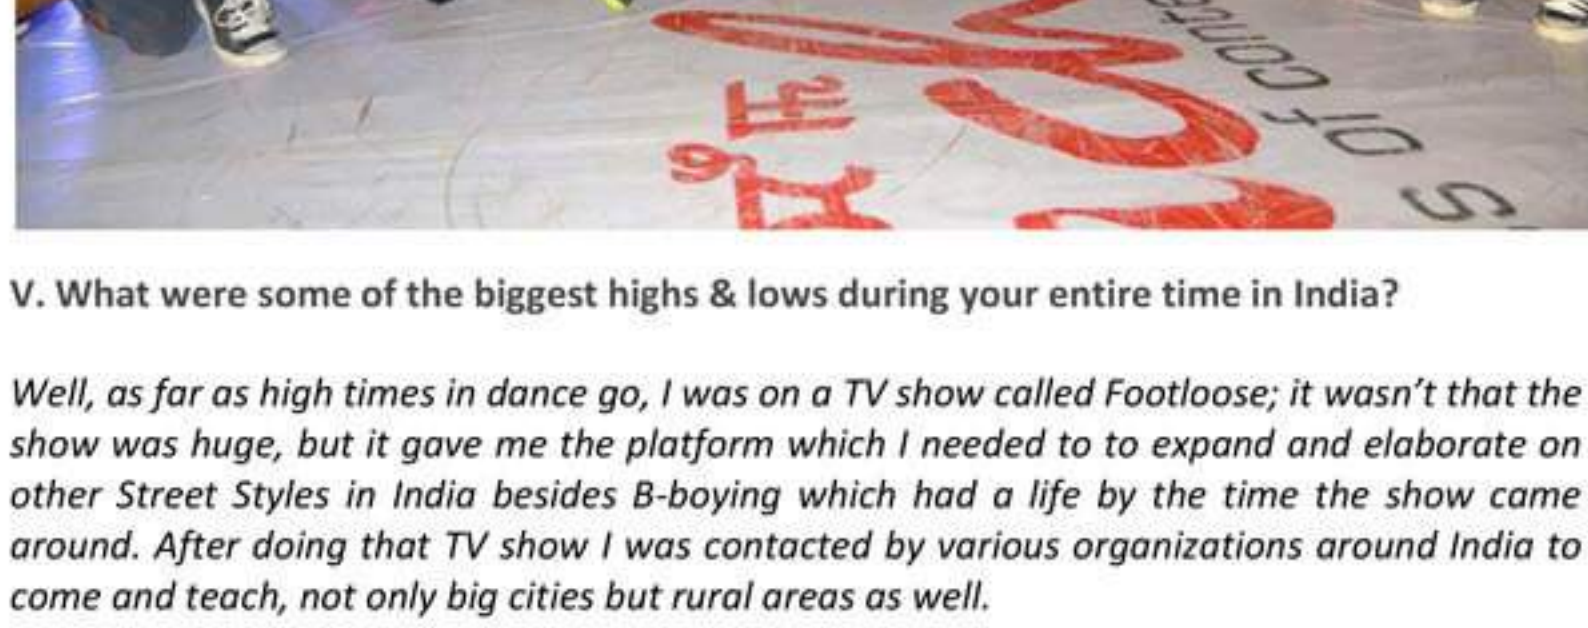 of conte
V. What were some of the biggest highs & lows during your entire time in India?
Well, as far as high times in dance go, I was on a TV show called Footloose; it wasn't that the
show was huge, but it gave me the platform which I needed to to expand and elaborate on
other Street Styles in India besides B-boying which had a life by the time the show came
around. After doing that TV show I was contacted by various organizations around India to
come and teach, not only big cities but rural areas as well.